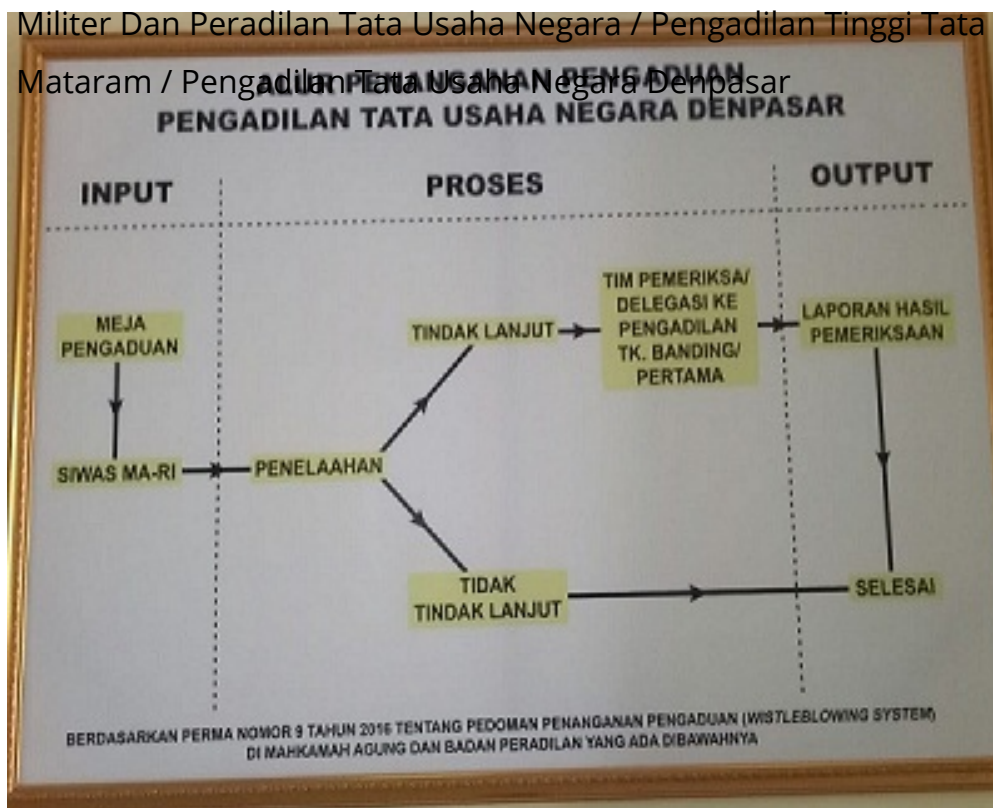 Militer Dan Peradilan Tata Usaha Negara / Pengadilan Tinggi Tata
Mataram / Pengadilan Tata Usaha Negara Denpasar
ALUR PENANGANAN PENGADUAN
PENGADILAN TATA USAHA NEGARA DENPASAR
INPUT
PROSES
OUTPUT
MEJA
PENGADUAN
SIWAS MA-RI
PENELAAHAN
TINDAK LANJUT
TIM PEMERIKSA/
DELEGASI KE
PENGADILAN
TK. BANDING/
PERTAMA
LAPORAN HASIL
PEMERIKSAAN
TIDAK
TINDAK LANJUT
SELESAI
BERDASARKAN PERMA NOMOR 9 TAHUN 2016 TENTANG PEDOMAN PENANGANAN PENGADUAN (WISTLEBLOWING SYSTEM)
DI MAHKAMAH AGUNG DAN BADAN PERADILAN YANG ADA DIBAWAHNYA